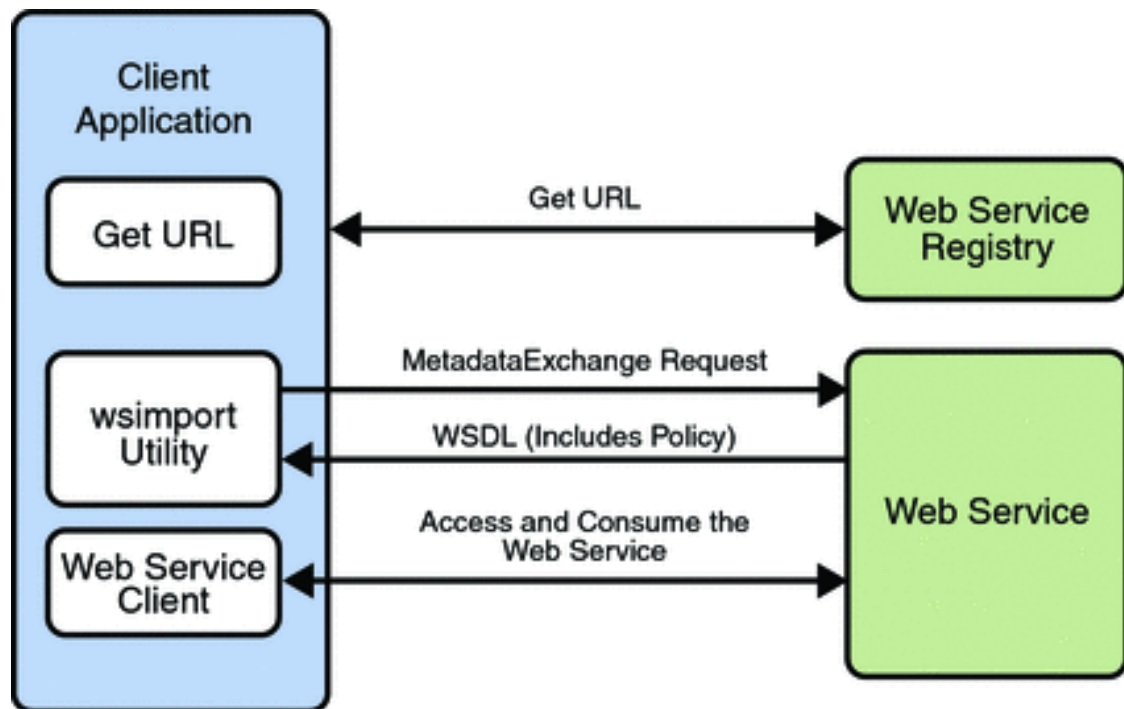 Client
Application
Get URL
Get URL
Web Service
Registry
wsimport
Utility
MetadataExchange Request
WSDL (Includes Policy)
Web Service
Web Service
Client
Access and Consume the
Web Service